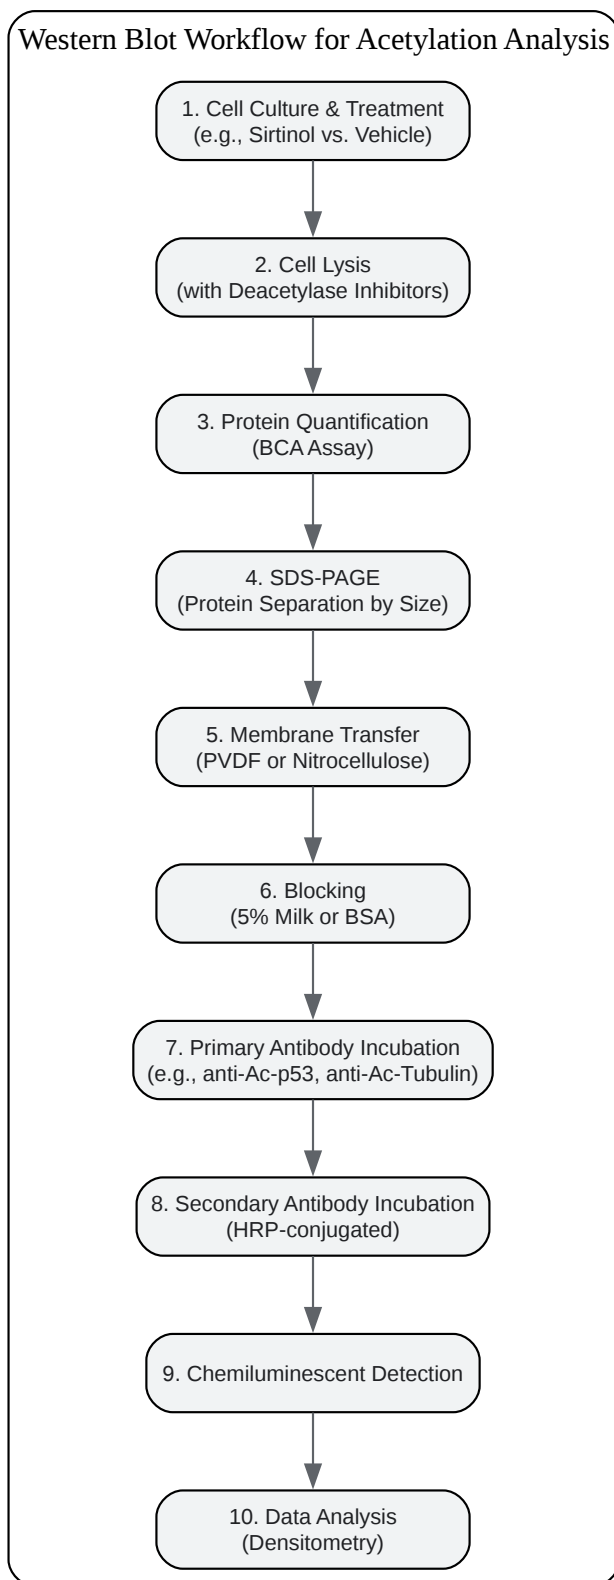 Western Blot Workflow for Acetylation Analysis
1. Cell Culture & Treatment
(e.g., Sirtinol vs. Vehicle)
2. Cell Lysis
(with Deacetylase Inhibitors)
3. Protein Quantification
(BCA Assay)
4. SDS-PAGE
(Protein Separation by Size)
5. Membrane Transfer
(PVDF or Nitrocellulose)
6. Blocking
(5% Milk or BSA)
7. Primary Antibody Incubation
(e.g., anti-Ac-p53, anti-Ac-Tubulin)
8. Secondary Antibody Incubation
(HRP-conjugated)
9. Chemiluminescent Detection
10. Data Analysis
(Densitometry)